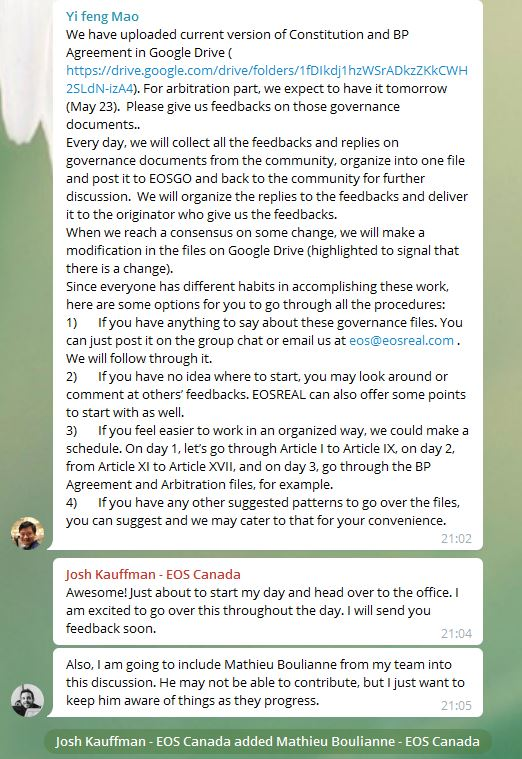 Yi feng Mao
We have uploaded current version of Constitution and BP
Agreement in Google Drive (
https://drive.google.com/drive/folders/1fDIkdj1hzWSrADkzZKkCWH
2SLdN-izA4). For arbitration part, we expect to have it tomorrow
(May 23).  Please give us feedbacks on those governance
documents..
Every day, we will collect all the feedbacks and replies on
governance documents from the community, organize into one file
and post it to EOSGO and back to the community for further
discussion.  We will organize the replies to the feedbacks and deliver
it to the originator who give us the feedbacks.
When we reach a consensus on some change, we will make a
modification in the files on Google Drive (highlighted to signal that
there is a change).
Since everyone has different habits in accomplishing these work,
here are some options for you to go through all the procedures:
1)      If you have anything to say about these governance files. You
can just post it on the group chat or email us at eos@eosreal.com .
We will follow through it.
2)      If you have no idea where to start, you may look around or
comment at others’ feedbacks. EOSREAL can also offer some points
to start with as well.
3)      If you feel easier to work in an organized way, we could make a
schedule. On day 1, let’s go through Article I to Article IX, on day 2,
from Article XI to Article XVII, and on day 3, go through the BP
Agreement and Arbitration files, for example.
4)      If you have any other suggested patterns to go over the files,
you can suggest and we may cater to that for your convenience.
21:02
Josh Kauffman - EOS Canada
Awesome! Just about to start my day and head over to the office. I
am excited to go over this throughout the day. I will send you
feedback soon.
21:04
Also, I am going to include Mathieu Boulianne from my team into
this discussion. He may not be able to contribute, but I just want to
keep him aware of things as they progress.
21:05
Josh Kauffman - EOS Canada added Mathieu Boulianne - EOS Canada